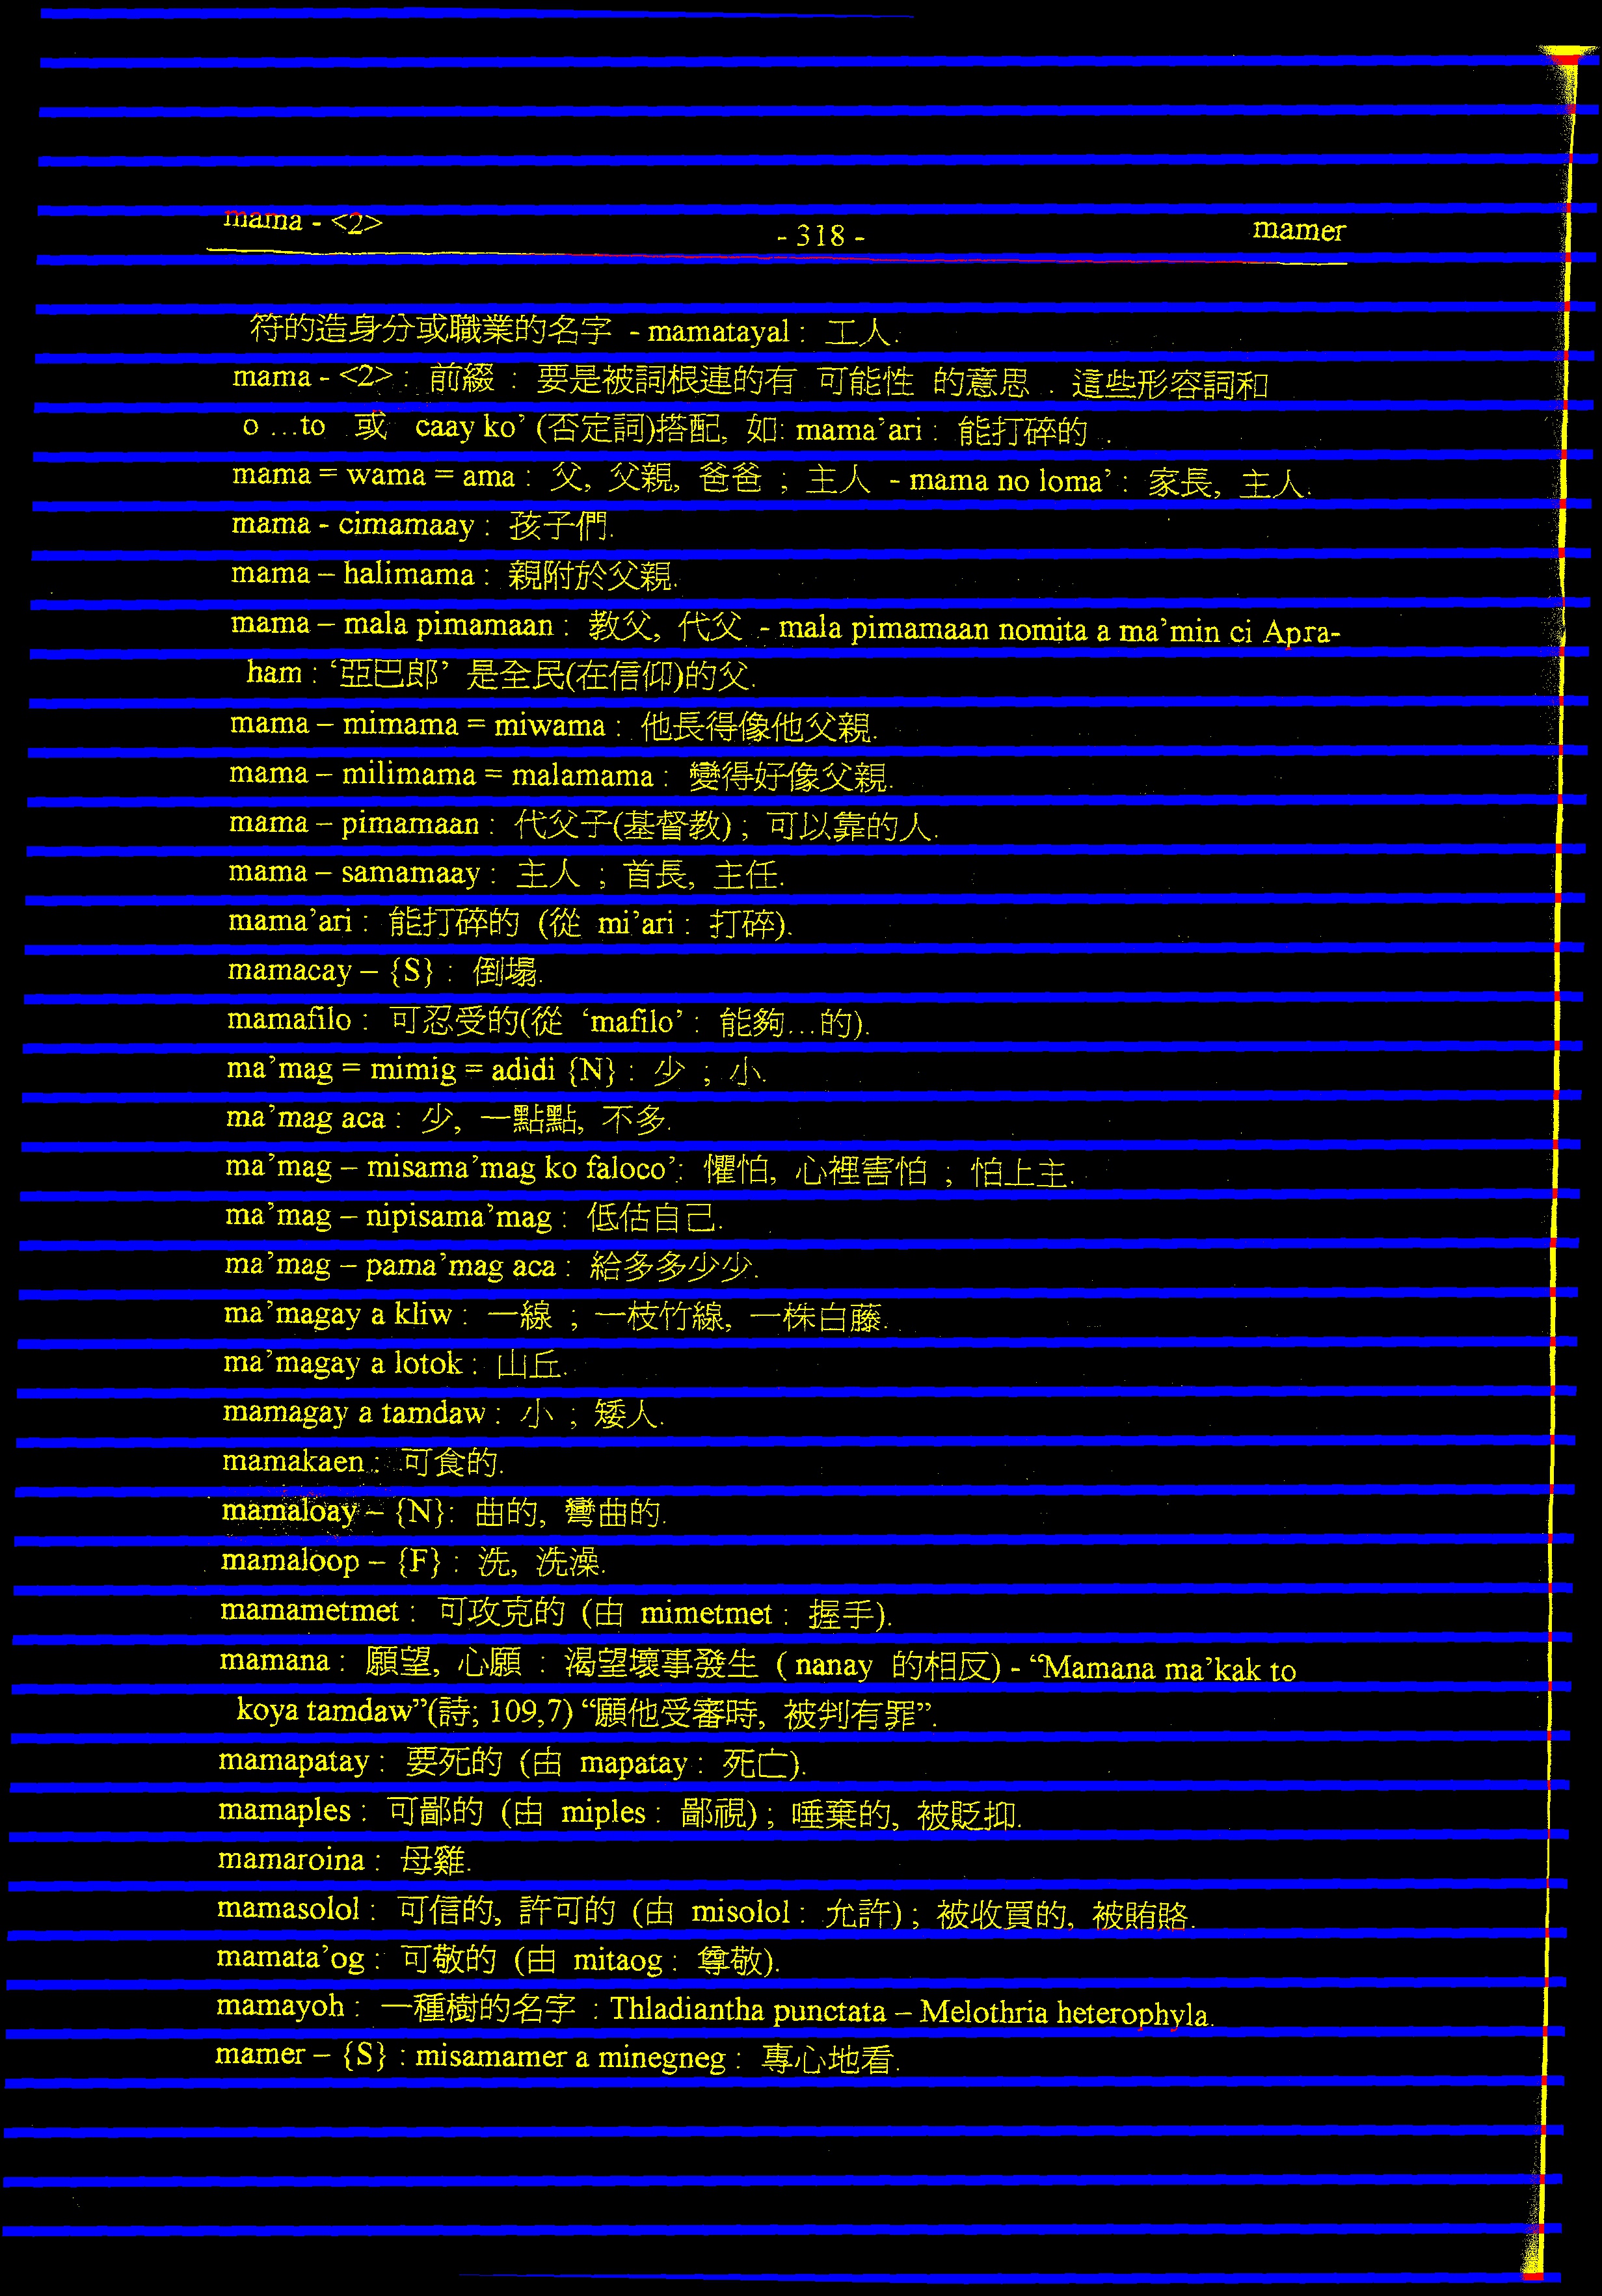 mama - <2>
- 318 -
mamer
符的造身分或職業的名字 - mamatayal : 工人.
mama - <2> : 前綴 : 要是被詞根連的有 可能性 的意思 . 這些形容詞和
o ...to 或 caay ko’ (否定詞)搭配, 如: mama’ari : 能打碎的 .
mama = wama = ama : 父, 父親, 爸爸 ; 主人 - mama no loma’ : 家長, 主人.
mama - cimamaay : 孩子們.
mama – halimama : 親附於父親.
mama – mala pimamaan : 教父, 代父 - mala pimamaan nomita a ma’min ci Apra-
ham : ‘亞巴郎’ 是全民(在信仰)的父.
mama – mimama = miwama : 他長得像他父親.
mama – milimama = malamama : 變得好像父親.
mama – pimamaan : 代父子(基督教) ; 可以靠的人.
mama – samamaay : 主人 ; 首長, 主任.
mama’ari : 能打碎的 (從 mi’ari : 打碎).
mamacay – {S} : 倒塌.
mamafilo : 可忍受的(從 ‘mafilo’ : 能夠...的).
ma’mag = mimig = adidi {N} : 少 ; 小.
ma’mag aca : 少, 一點點, 不多.
ma’mag – misama’mag ko faloco’: 懼怕, 心裡害怕 ; 怕上主.
ma’mag – nipisama’mag : 低估自己.
ma’mag – pama’mag aca : 給多多少少.
ma’magay a kliw : 一線 ; 一枝竹線, 一株白藤.
ma’magay a lotok : 山丘.
mamagay a tamdaw : 小 ; 矮人.
mamakaen : 可食的.
mamaloay – {N}: 曲的, 彎曲的.
mamaloop – {F} : 洗, 洗澡.
mamametmet : 可攻克的 (由 mimetmet : 握手).
mamana : 願望, 心願 : 渴望壞事發生 ( nanay 的相反) - “Mamana ma’kak to
koya tamdaw”(詩; 109,7) “願他受審時, 被判有罪”.
mamapatay : 要死的 (由 mapatay : 死亡).
mamaples : 可鄙的 (由 miples : 鄙視) ; 唾棄的, 被貶抑.
mamaroina : 母雞.
mamasolol : 可信的, 許可的 (由 misolol : 允許) ; 被收買的, 被賄賂.
mamata’og : 可敬的 (由 mitaog : 尊敬).
mamayoh : 一種樹的名字 : Thladiantha punctata – Melothria heterophyla.
mamer – {S} : misamamer a minegneg : 專心地看.